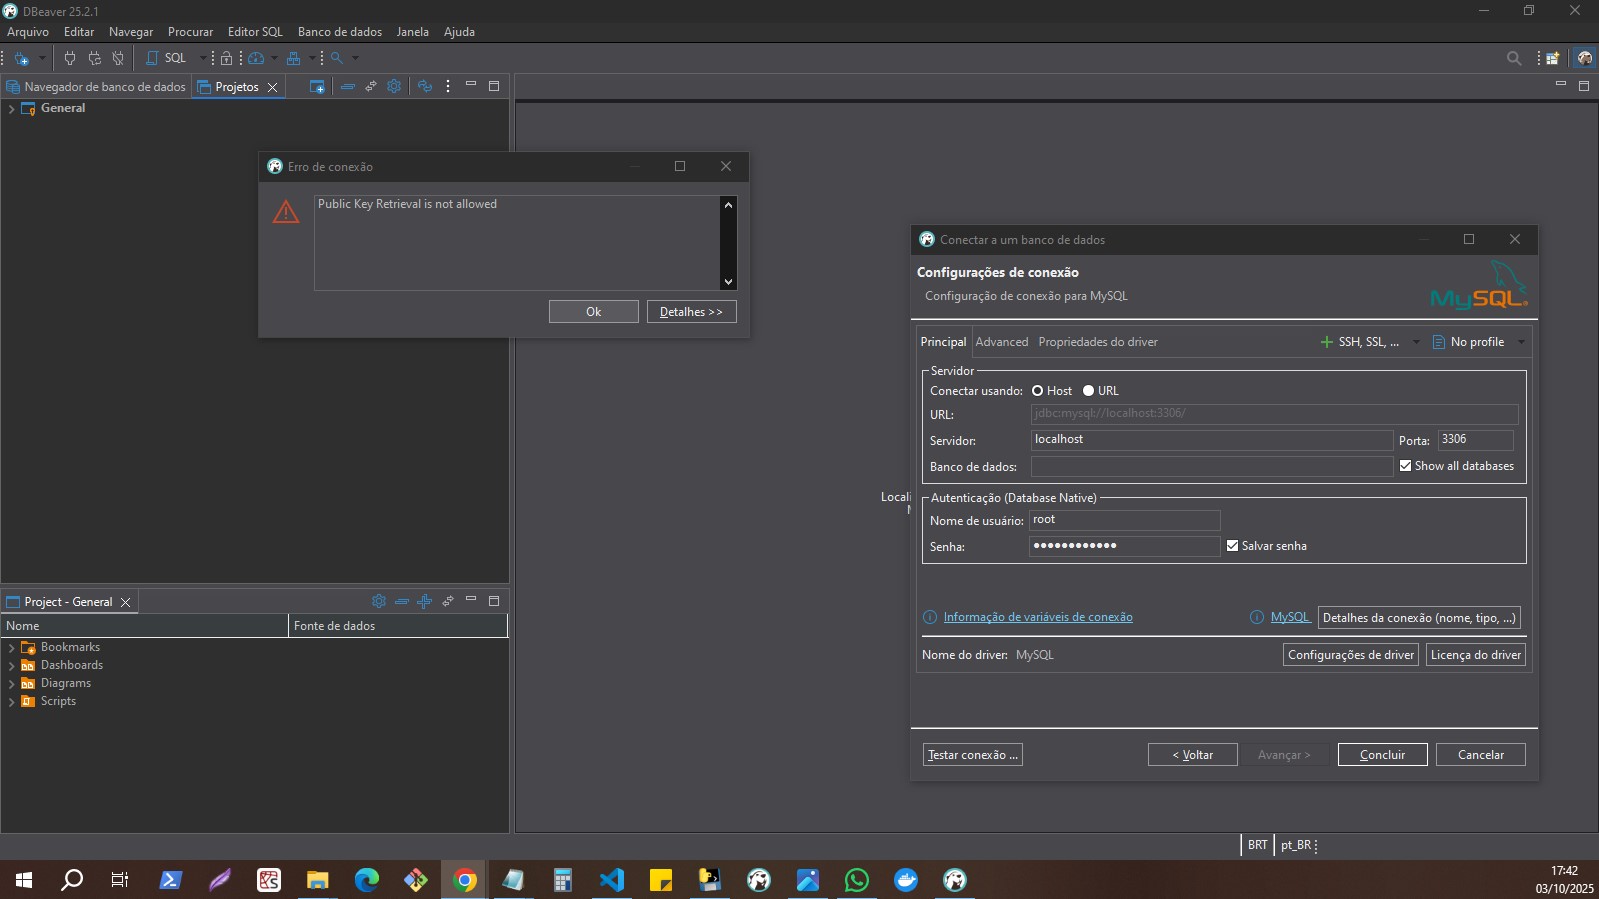 DBeaver 25.2.1
Arquivo Editar Navegar Procurar Editor SQL Banco de dados Janela Ajuda
SQL
Navegador de banco de dados Projetos
General
Erro de conexão
Public Key Retrieval is not allowed
Ok Detalhes >>
Conectar a um banco de dados
Configurações de conexão
Configuração de conexão para MySQL
MySQL
Principal Advanced Propriedades do driver SSH, SSL, ... No profile
Servidor
Conectar usando: Host URL
URL: jdbc:mysql://localhost:3306/
Servidor: localhost Porta: 3306
Banco de dados: Show all databases
Locali
Autenticação (Database Native)
Nome de usuário: root
Senha: •••••••••••• Salvar senha
Informação de variáveis de conexão MySQL Detalhes da conexão (nome, tipo, ...)
Nome do driver: MySQL Configurações de driver Licença do driver
Testar conexão ... < Voltar Avançar > Concluir Cancelar
Project - General
Nome Fonte de dados
Bookmarks
Dashboards
Diagrams
Scripts
BRT pt_BR
17:42
03/10/2025